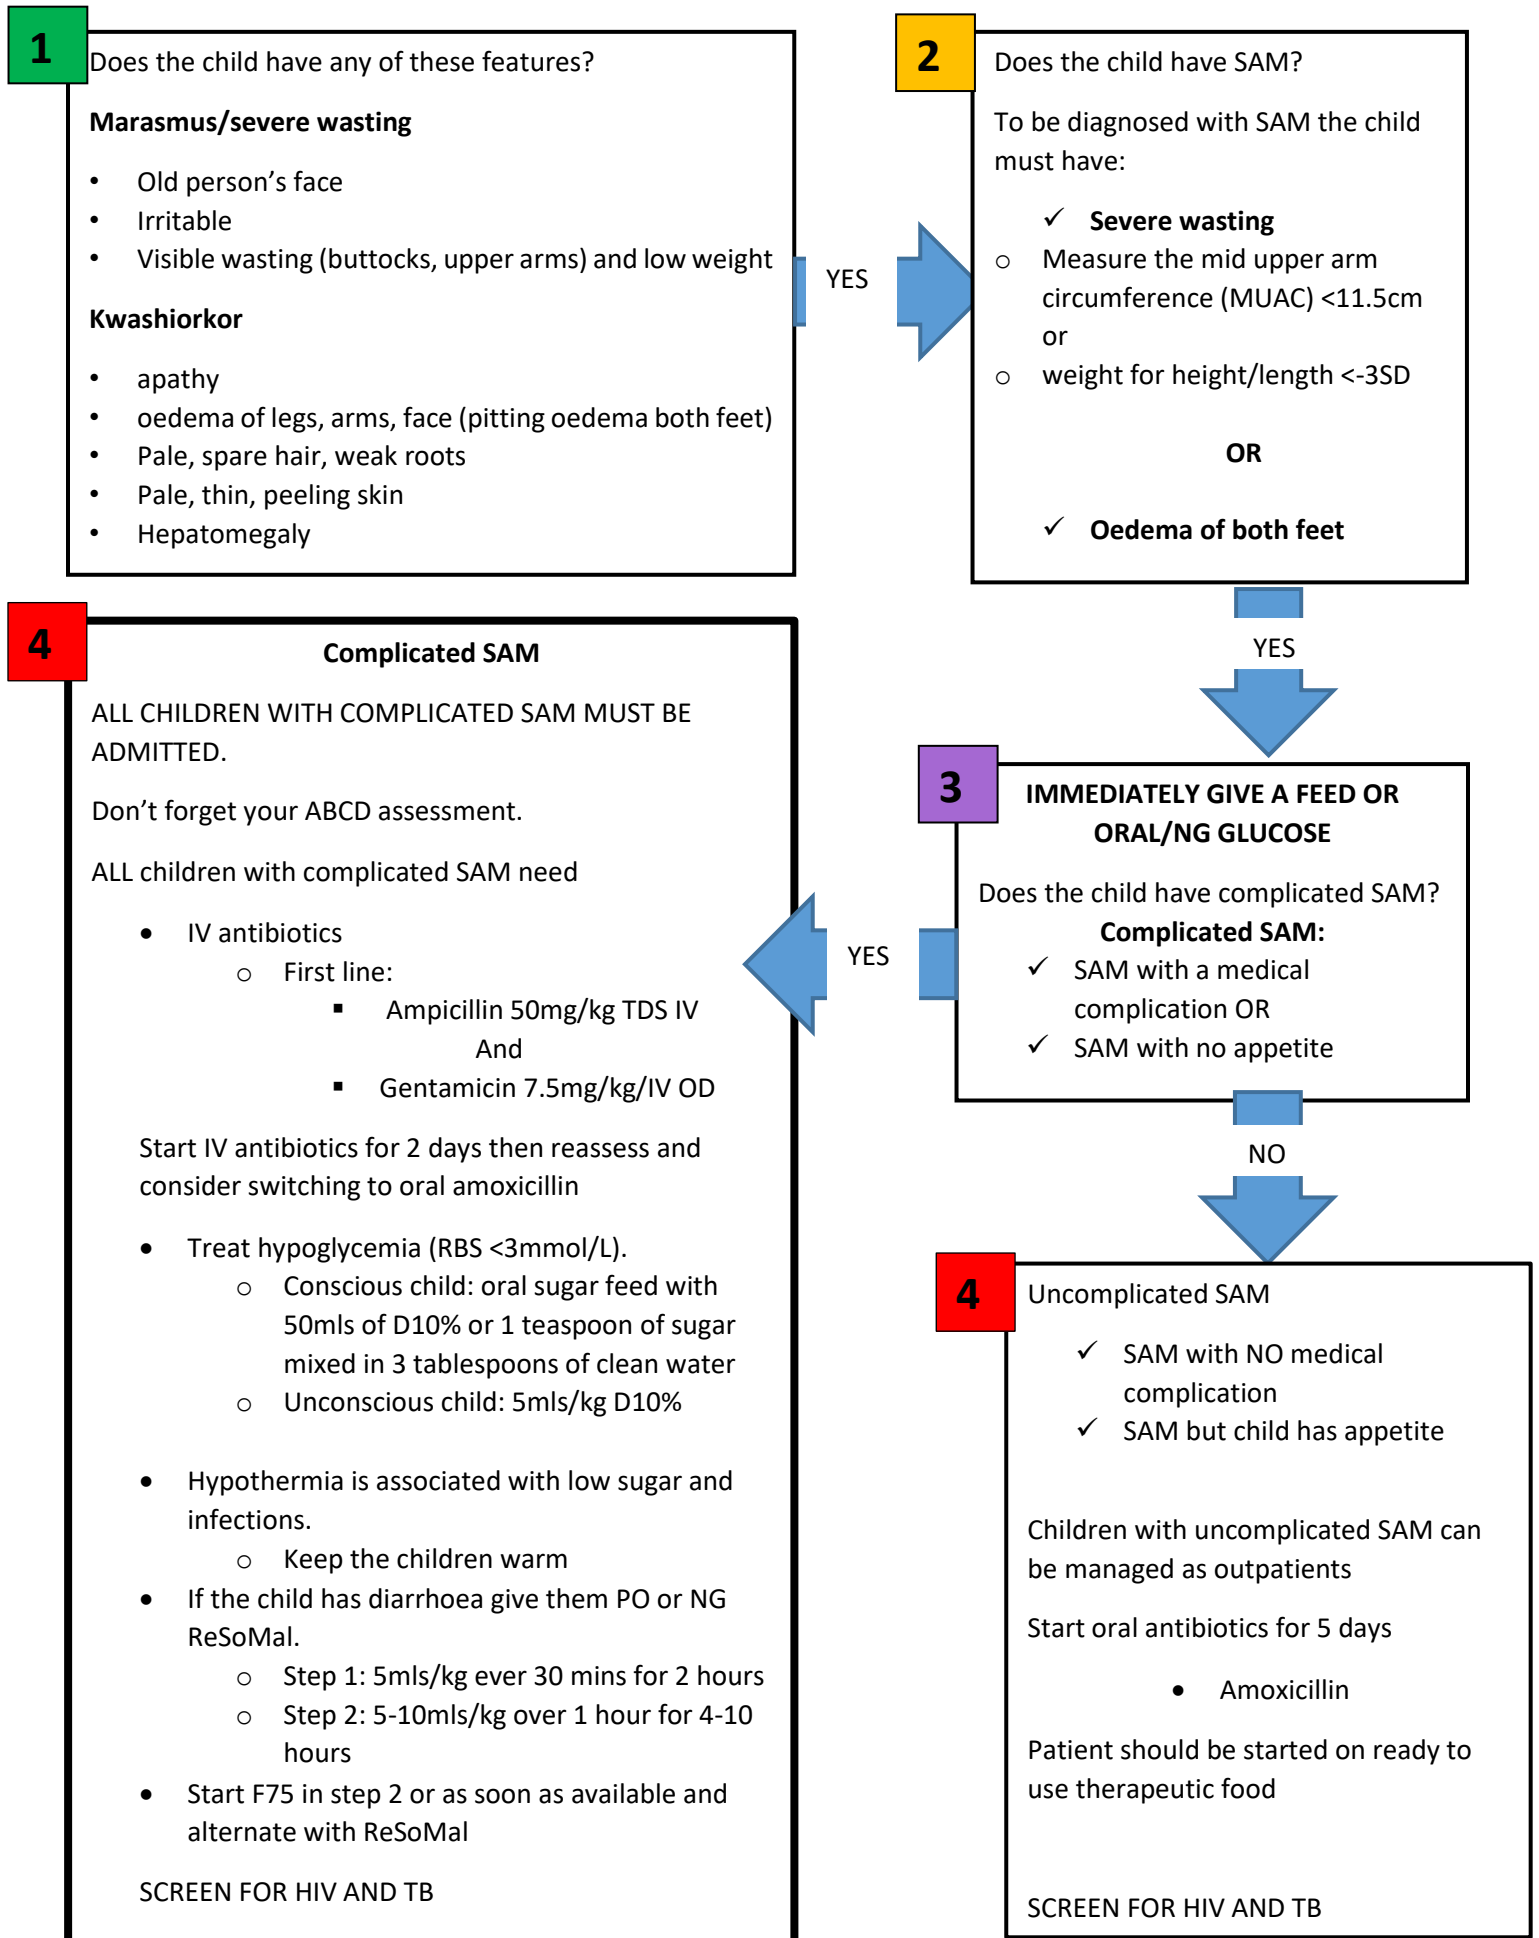 1
Does the child have any of these features?
Marasmus/severe wasting
• Old person's face
• Irritable
• Visible wasting (buttocks, upper arms) and low weight
Kwashiorkor
• apathy
• oedema of legs, arms, face (pitting oedema both feet)
• Pale, spare hair, weak roots
• Pale, thin, peeling skin
• Hepatomegaly
YES
2
Does the child have SAM?
To be diagnosed with SAM the child
must have:
✓ Severe wasting
o Measure the mid upper arm
circumference (MUAC) <11.5cm
or
o weight for height/length <-3SD
OR
✓ Oedema of both feet
YES
3
IMMEDIATELY GIVE A FEED OR
ORAL/NG GLUCOSE
Does the child have complicated SAM?
Complicated SAM:
✓ SAM with a medical
complication OR
✓ SAM with no appetite
YES
4
Complicated SAM
ALL CHILDREN WITH COMPLICATED SAM MUST BE
ADMITTED.
Don't forget your ABCD assessment.
ALL children with complicated SAM need
• IV antibiotics
o First line:
▪ Ampicillin 50mg/kg TDS IV
And
▪ Gentamicin 7.5mg/kg/IV OD
Start IV antibiotics for 2 days then reassess and
consider switching to oral amoxicillin
• Treat hypoglycemia (RBS <3mmol/L).
o Conscious child: oral sugar feed with
50mls of D10% or 1 teaspoon of sugar
mixed in 3 tablespoons of clean water
o Unconscious child: 5mls/kg D10%
• Hypothermia is associated with low sugar and
infections.
o Keep the children warm
• If the child has diarrhoea give them PO or NG
ReSoMal.
o Step 1: 5mls/kg ever 30 mins for 2 hours
o Step 2: 5-10mls/kg over 1 hour for 4-10
hours
• Start F75 in step 2 or as soon as available and
alternate with ReSoMal
SCREEN FOR HIV AND TB
NO
4
Uncomplicated SAM
✓ SAM with NO medical
complication
✓ SAM but child has appetite
Children with uncomplicated SAM can
be managed as outpatients
Start oral antibiotics for 5 days
• Amoxicillin
Patient should be started on ready to
use therapeutic food
SCREEN FOR HIV AND TB